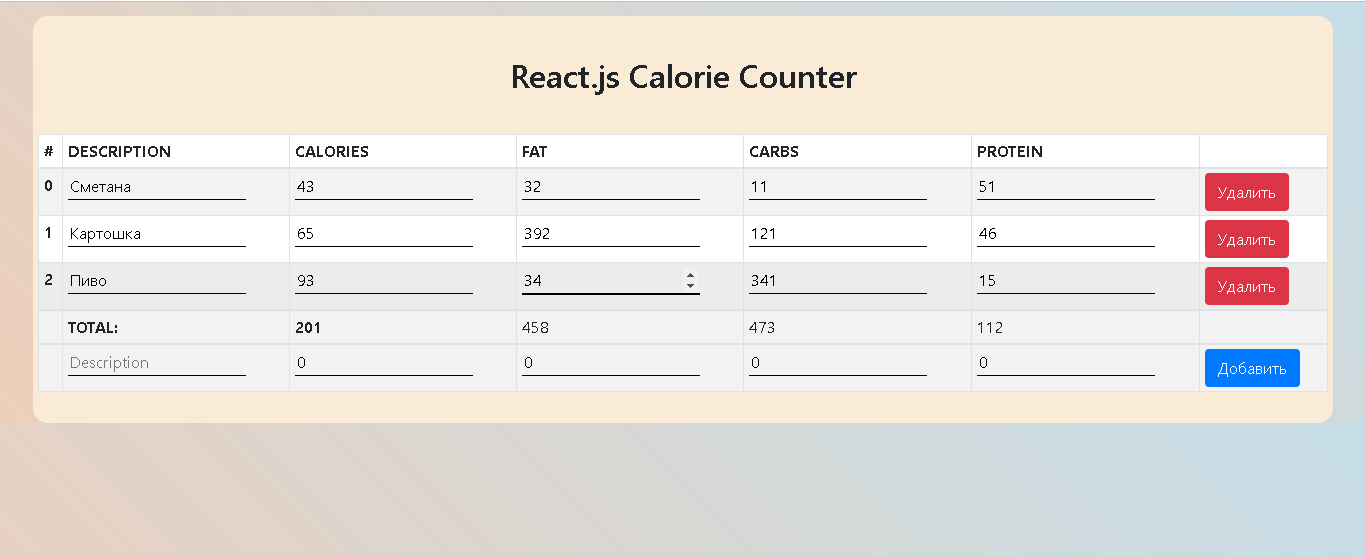 React.js Calorie Counter
# DESCRIPTION CALORIES FAT CARBS PROTEIN
0 Сметана 43 32 11 51 Удалить
1 Картошка 65 392 121 46 Удалить
2 Пиво 93 34 341 15 Удалить
TOTAL: 201 458 473 112
Description 0 0 0 0 Добавить